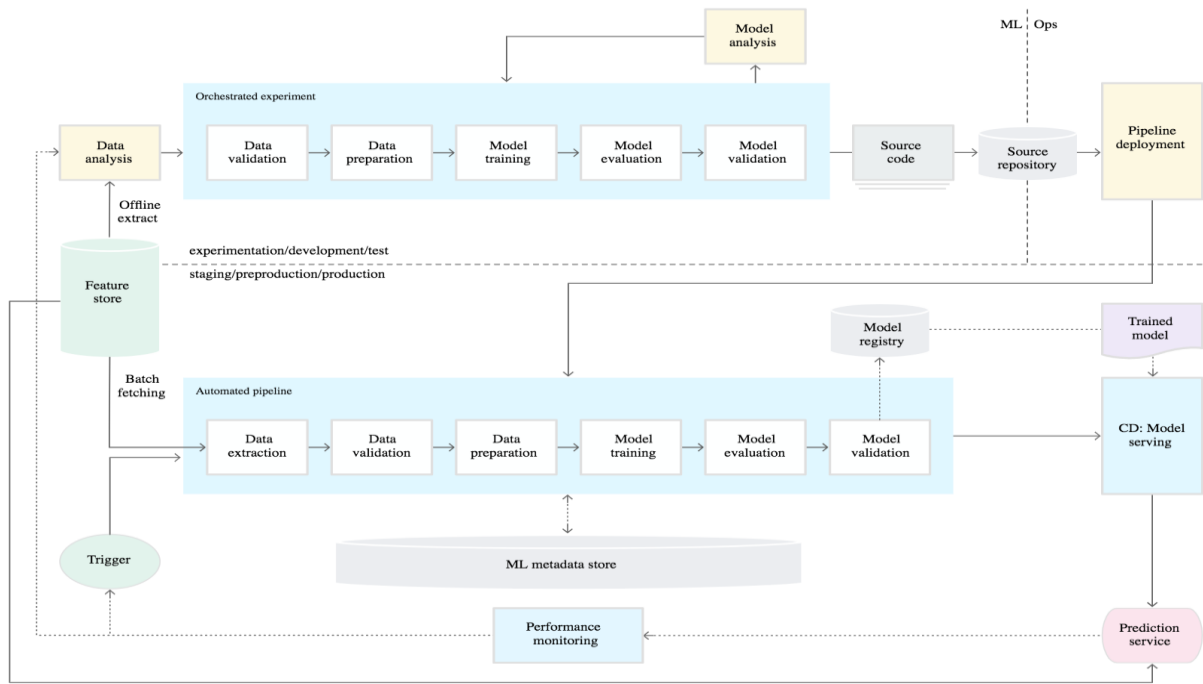 Model
analysis
ML
Ops
Orchestrated experiment
Data
analysis
Data
validation
Data
preparation
Model
training
Model
evaluation
Model
validation
Source
code
Source
repository
Pipeline
deployment
Offline
extract
experimentation/development/test
staging/preproduction/production
Feature
store
Model
registry
Trained
model
Batch
fetching
Automated pipeline
Data
extraction
Data
validation
Data
preparation
Model
training
Model
evaluation
Model
validation
CD: Model
serving
Trigger
ML metadata store
Performance
monitoring
Prediction
service